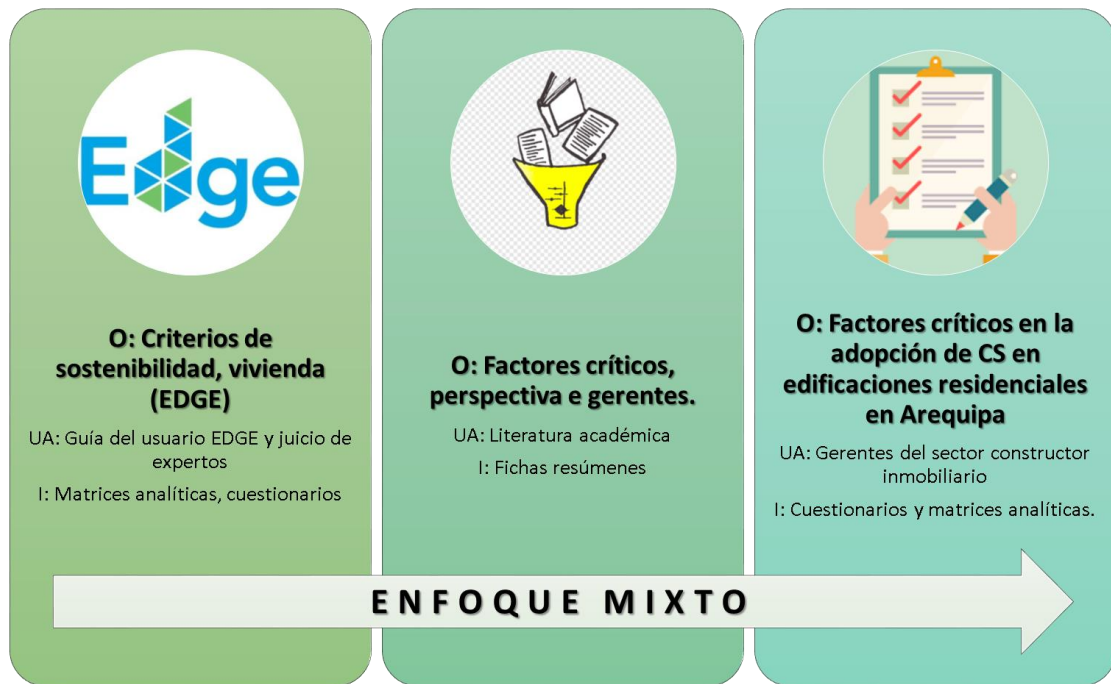 Edge
O: Criterios de
sostenibilidad, vivienda
(EDGE)
UA: Guía del usuario EDGE y juicio de
expertos
I: Matrices analíticas, cuestionarios
O: Factores críticos,
perspectiva e gerentes.
UA: Literatura académica
I: Fichas resúmenes
O: Factores críticos en la
adopción de CS en
edificaciones residenciales
en Arequipa
UA: Gerentes del sector constructor
inmobiliario
I: Cuestionarios y matrices analíticas.
ENFOQUE MIXTO